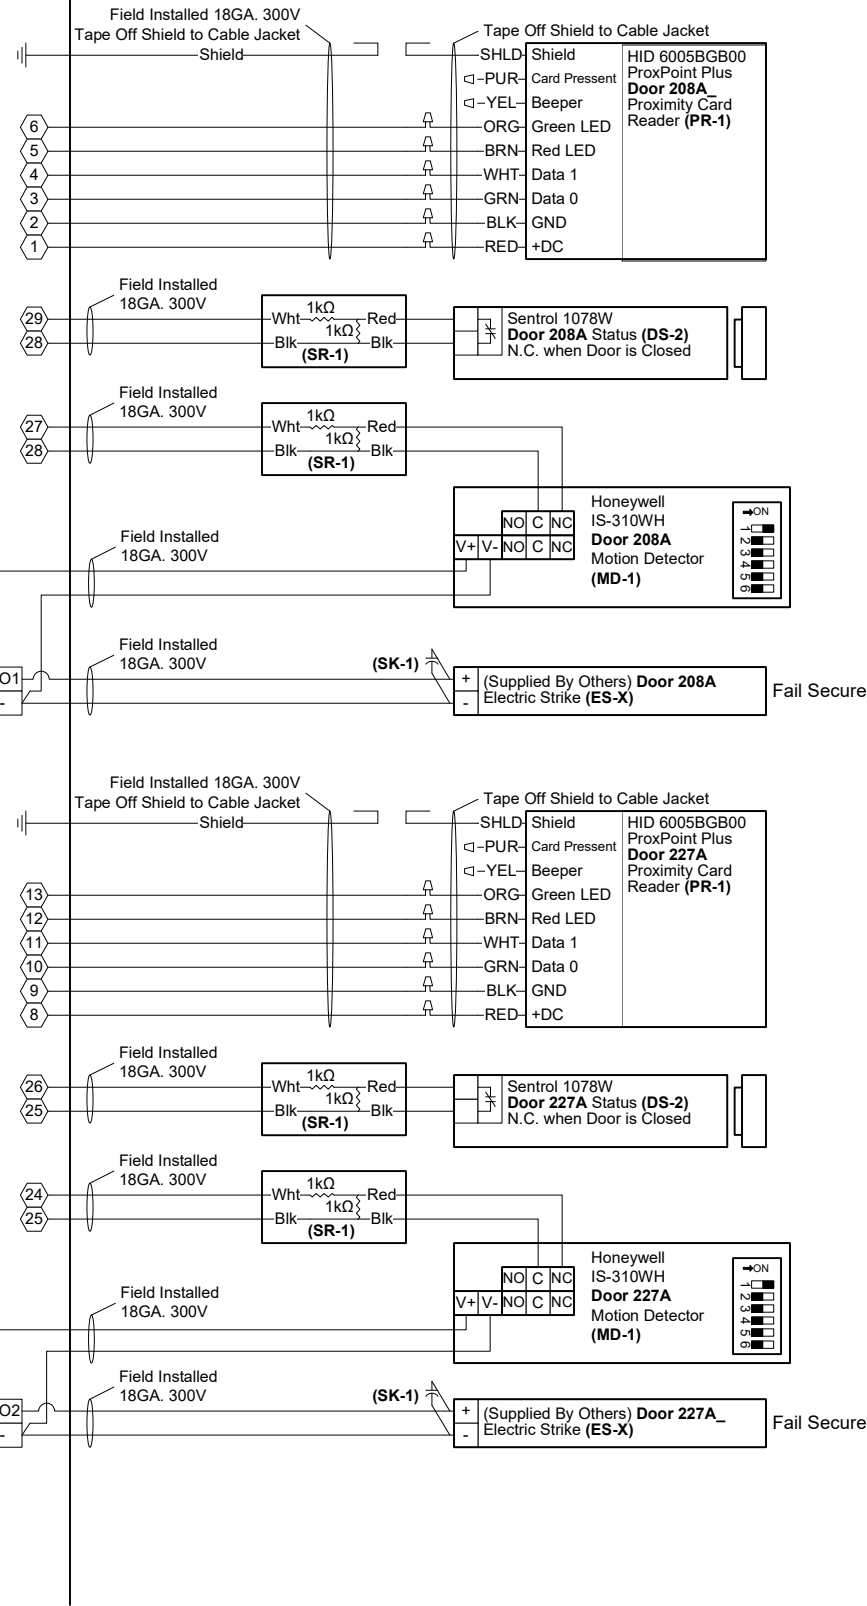 Field Installed 18GA. 300V
Tape Off Shield to Cable Jacket
Shield
Tape Off Shield to Cable Jacket
SHLD Shield
PUR Card Pressent
YEL Beeper
6 ORG Green LED
5 BRN Red LED
4 WHT Data 1
3 GRN Data 0
2 BLK GND
1 RED +DC
HID 6005BGB00
ProxPoint Plus
Door 208A_
Proximity Card
Reader (PR-1)
Field Installed
18GA. 300V
29
28
1kΩ
Wht Red
1kΩ
Blk Blk
(SR-1)
Sentrol 1078W
Door 208A Status (DS-2)
N.C. when Door is Closed
Field Installed
18GA. 300V
27
28
1kΩ
Wht Red
1kΩ
Blk Blk
(SR-1)
NO C NC
V+ V- NO C NC
Honeywell
IS-310WH
Door 208A
Motion Detector
(MD-1)
➞ON
1
2
3
4
5
6
Field Installed
18GA. 300V
Field Installed
18GA. 300V
O1
-
(SK-1)
+
-
(Supplied By Others) Door 208A
Electric Strike (ES-X)
Fail Secure
Field Installed 18GA. 300V
Tape Off Shield to Cable Jacket
Shield
Tape Off Shield to Cable Jacket
SHLD Shield
PUR Card Pressent
YEL Beeper
13 ORG Green LED
12 BRN Red LED
11 WHT Data 1
10 GRN Data 0
9 BLK GND
8 RED +DC
HID 6005BGB00
ProxPoint Plus
Door 227A
Proximity Card
Reader (PR-1)
Field Installed
18GA. 300V
26
25
1kΩ
Wht Red
1kΩ
Blk Blk
(SR-1)
Sentrol 1078W
Door 227A Status (DS-2)
N.C. when Door is Closed
Field Installed
18GA. 300V
24
25
1kΩ
Wht Red
1kΩ
Blk Blk
(SR-1)
NO C NC
V+ V- NO C NC
Honeywell
IS-310WH
Door 227A
Motion Detector
(MD-1)
➞ON
1
2
3
4
5
6
Field Installed
18GA. 300V
Field Installed
18GA. 300V
O2
-
(SK-1)
+
-
(Supplied By Others) Door 227A_
Electric Strike (ES-X)
Fail Secure